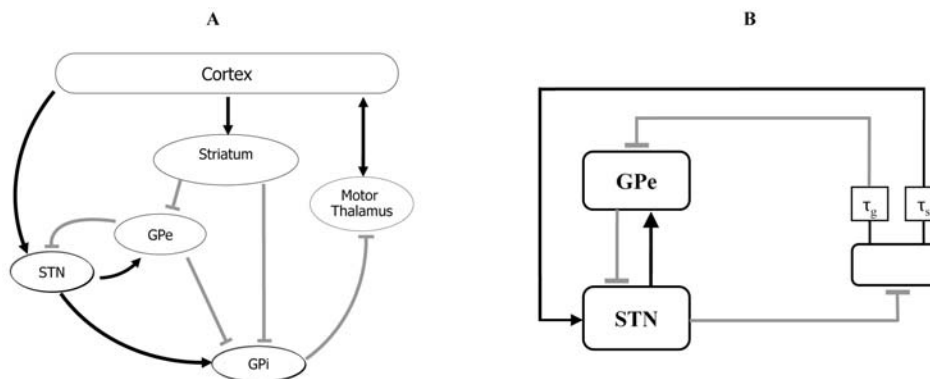 A
Cortex
Striatum
Motor
Thalamus
GPe
STN
GPi
B
GPe
τg
τs
STN